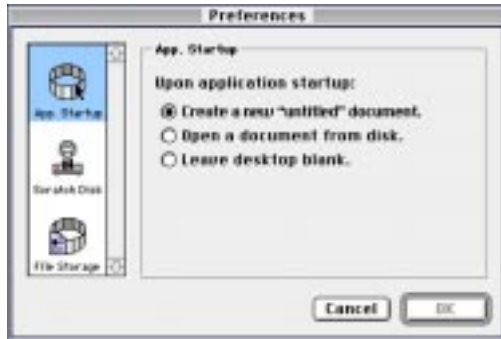 Preferences
App. Startup
Scratch Disk
File Storage
App. Startup
Upon application startup:
Create a new "untitled" document.
Open a document from disk.
Leave desktop blank.
Cancel
OK